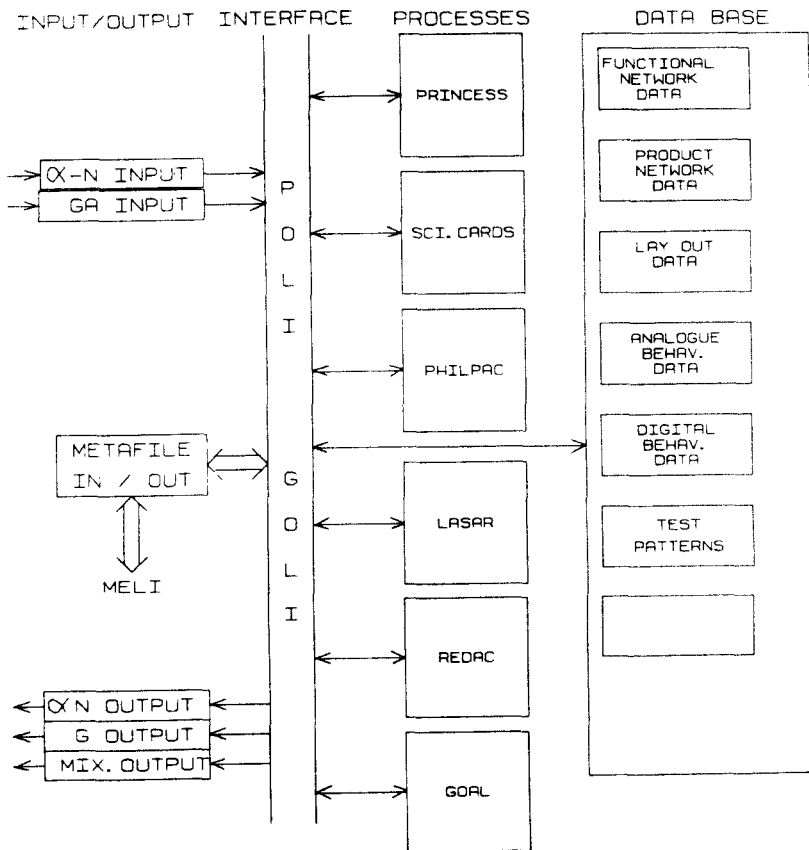 INPUT/OUTPUT INTERFACE PROCESSES DATA BASE
α-N INPUT
GA INPUT
METAFILE
IN / OUT
MELI
αN OUTPUT
G OUTPUT
MIX. OUTPUT
P
O
L
I
G
O
L
I
PRINCESS
SCI. CARDS
PHILPAC
LASAR
REDAC
GOAL
FUNCTIONAL
NETWORK
DATA
PRODUCT
NETWORK
DATA
LAY OUT
DATA
ANALOGUE
BEHAV.
DATA
DIGITAL
BEHAV.
DATA
TEST
PATTERNS